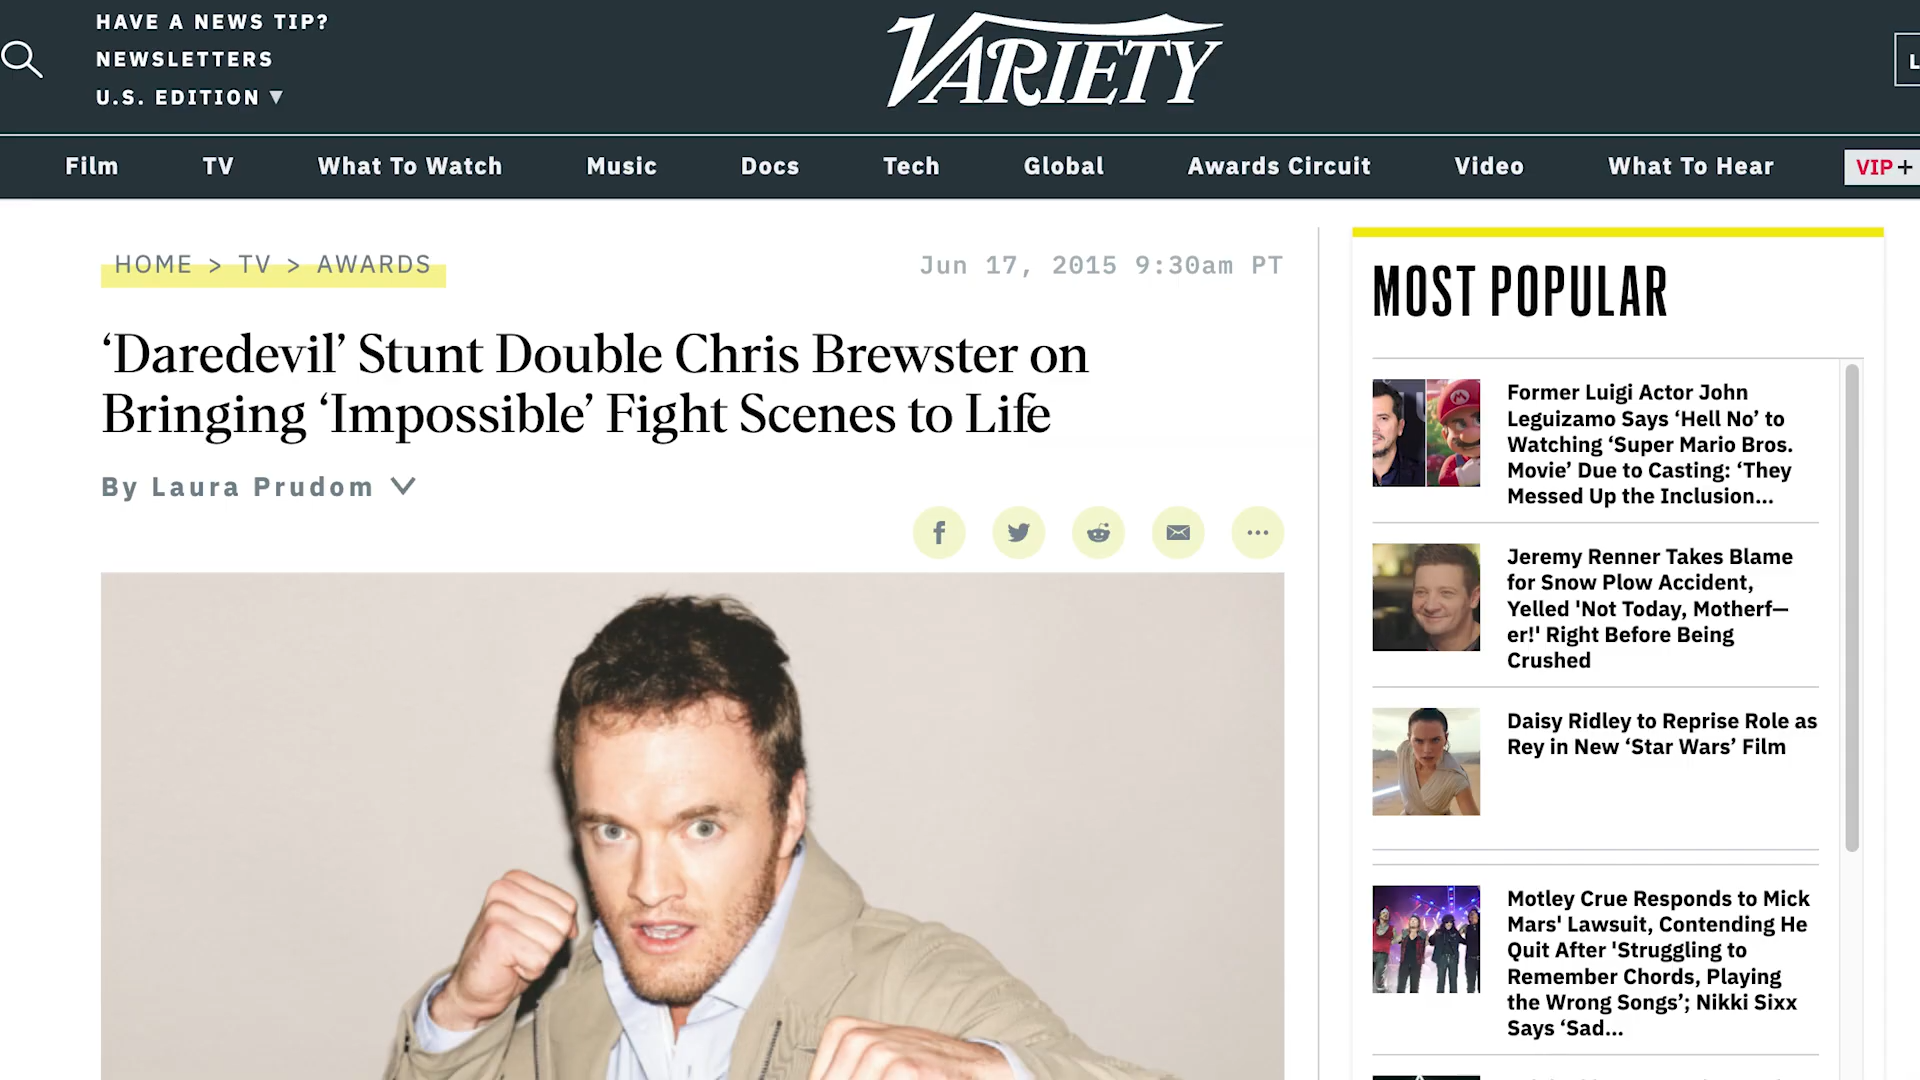 HAVE A NEWS TIP?
NEWSLETTERS
U.S. EDITION
VARIETY
L
Film TV What To Watch Music Docs Tech Global Awards Circuit Video What To Hear VIP+
HOME > TV > AWARDS
Jun 17, 2015 9:30am PT
‘Daredevil’ Stunt Double Chris Brewster on
Bringing ‘Impossible’ Fight Scenes to Life
By Laura Prudom
MOST POPULAR
Former Luigi Actor John
Leguizamo Says ‘Hell No’ to
Watching ‘Super Mario Bros.
Movie’ Due to Casting: ‘They
Messed Up the Inclusion...
Jeremy Renner Takes Blame
for Snow Plow Accident,
Yelled 'Not Today, Motherf—
er!' Right Before Being
Crushed
Daisy Ridley to Reprise Role as
Rey in New ‘Star Wars’ Film
Motley Crue Responds to Mick
Mars' Lawsuit, Contending He
Quit After 'Struggling to
Remember Chords, Playing
the Wrong Songs’; Nikki Sixx
Says ‘Sad...